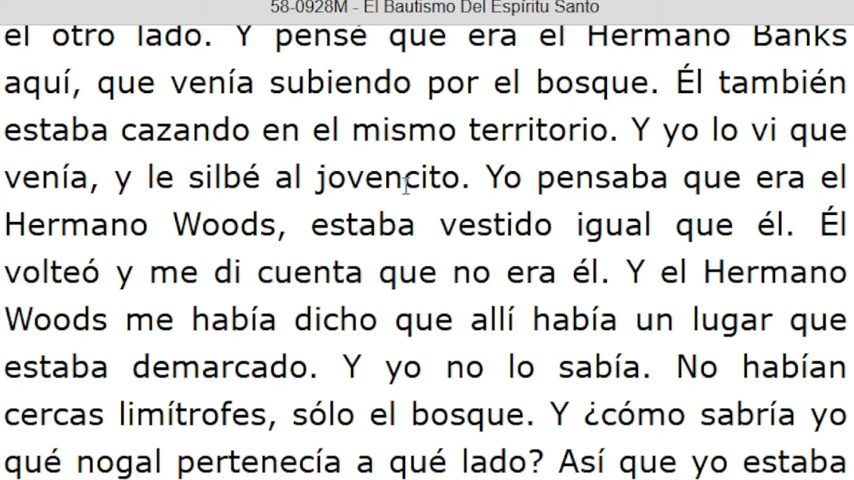 58-0928M - El Bautismo Del Espíritu Santo
el otro lado. Y pensé que era el Hermano Banks
aquí, que venía subiendo por el bosque. Él también
estaba cazando en el mismo territorio. Y yo lo vi que
venía, y le silbé al jovencito. Yo pensaba que era el
Hermano Woods, estaba vestido igual que él. Él
volteó y me di cuenta que no era él. Y el Hermano
Woods me había dicho que allí había un lugar que
estaba demarcado. Y yo no lo sabía. No habían
cercas limítrofes, sólo el bosque. Y ¿cómo sabría yo
qué nogal pertenecía a qué lado? Así que yo estaba